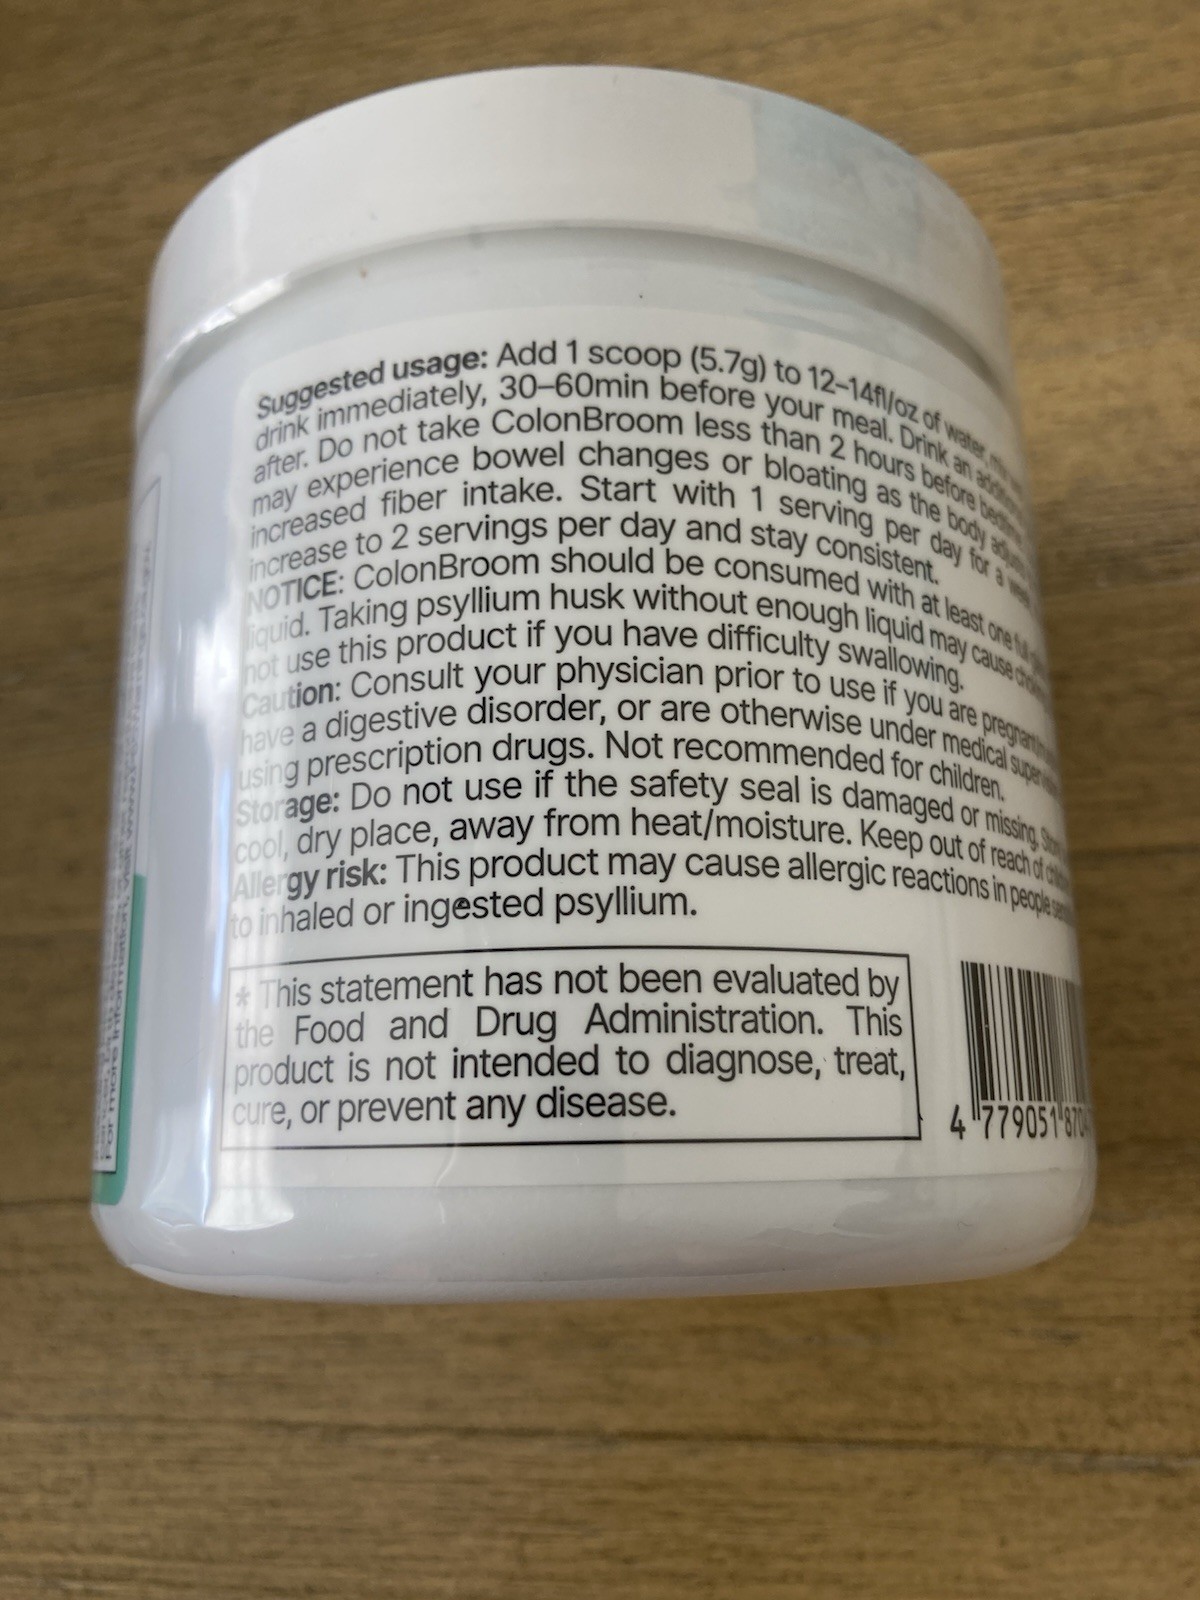 Suggested usage: Add 1 scoop (5.7g) to 12–14fl/oz of water,
drink immediately, 30–60min before your meal. Drink an
after. Do not take ColonBroom less than 2 hours before bedtime.
may experience bowel changes or bloating as the body adjusts
increased fiber intake. Start with 1 serving per day for a week
increase to 2 servings per day and stay consistent.
NOTICE: ColonBroom should be consumed with at least one full
liquid. Taking psyllium husk without enough liquid may cause
not use this product if you have difficulty swallowing.
Caution: Consult your physician prior to use if you are pregnant
have a digestive disorder, or are otherwise under medical
using prescription drugs. Not recommended for children.
Storage: Do not use if the safety seal is damaged or missing.
cool, dry place, away from heat/moisture. Keep out of reach of
Allergy risk: This product may cause allergic reactions in people
to inhaled or ingested psyllium.
* This statement has not been evaluated by
the Food and Drug Administration. This
product is not intended to diagnose, treat,
cure, or prevent any disease.
4 779051 870
For more information, visit